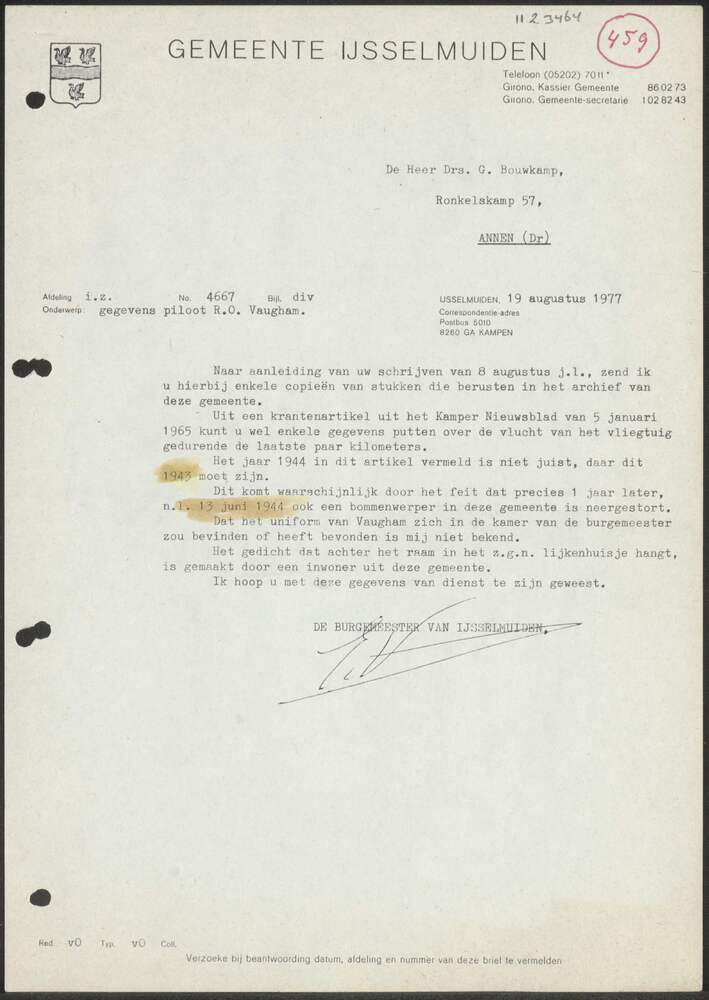 11 2 3464
459
GEMEENTE IJSSELMUIDEN
Telefoon (05202) 7011*
Girono. Kassier Gemeente 86 02 73
Girono. Gemeente-secretarie 1 02 82 43
De Heer Drs. G. Bouwkamp,
Ronkelskamp 57,
ANNEN (Dr)
Afdeling i.z. No. 4667 Bijl. div
Onderwerp: gegevens piloot R.O. Vaugham.
IJSSELMUIDEN, 19 augustus 1977
Correspondentie-adres
Postbus 5010
8260 GA KAMPEN
Naar aanleiding van uw schrijven van 8 augustus j.l., zend ik
u hierbij enkele copieën van stukken die berusten in het archief van
deze gemeente.
Uit een krantenartikel uit het Kamper Nieuwsblad van 5 januari
1965 kunt u wel enkele gegevens putten over de vlucht van het vliegtuig
gedurende de laatste paar kilometers.
Het jaar 1944 in dit artikel vermeld is niet juist, daar dit
1943 moet zijn.
Dit komt waarschijnlijk door het feit dat precies 1 jaar later,
n.l. 13 juni 1944 ook een bommenwerper in deze gemeente is neergestort.
Dat het uniform van Vaugham zich in de kamer van de burgemeester
zou bevinden of heeft bevonden is mij niet bekend.
Het gedicht dat achter het raam in het z.g.n. lijkenhuisje hangt,
is gemaakt door een inwoner uit deze gemeente.
Ik hoop u met deze gegevens van dienst te zijn geweest.
DE BURGEMEESTER VAN IJSSELMUIDEN,
Red. vO Typ. vO Coll.
Verzoeke bij beantwoording datum, afdeling en nummer van deze brief te vermelden